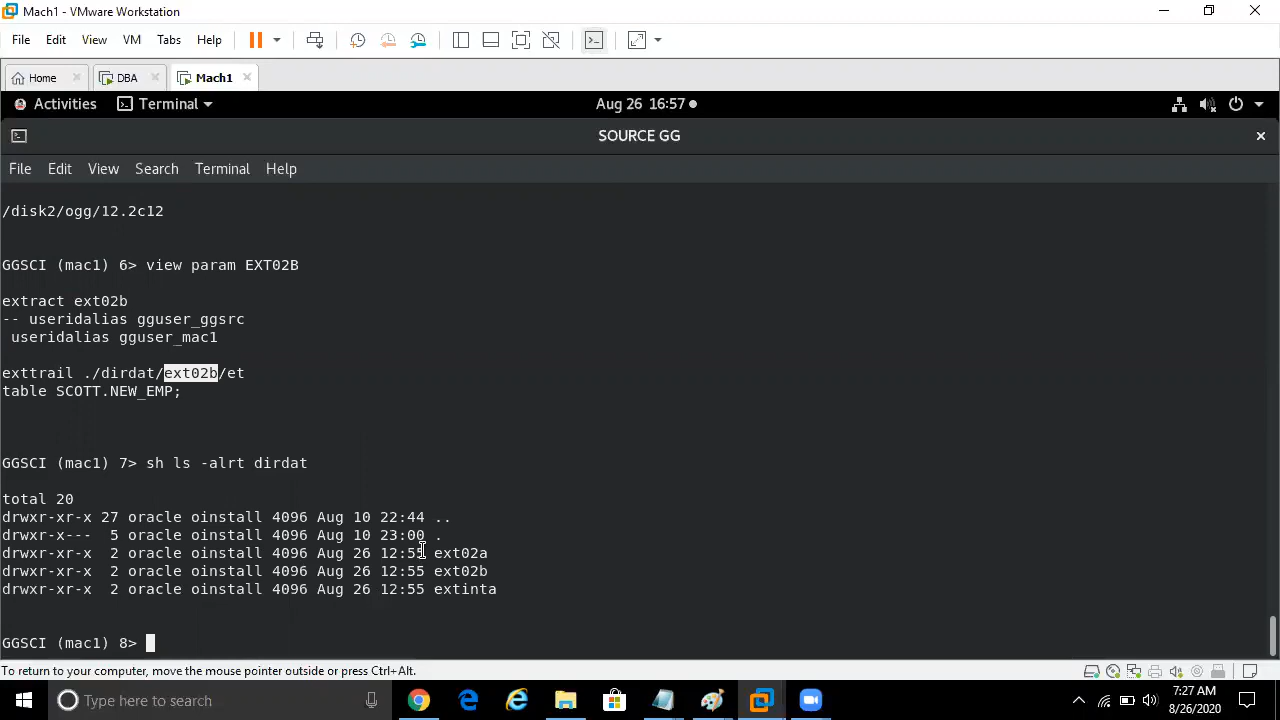 Mach1 - VMware Workstation
File Edit View VM Tabs Help
Home DBA Mach1
Activities Terminal Aug 26 16:57
SOURCE GG
File Edit View Search Terminal Help
/disk2/ogg/12.2c12
GGSCI (mac1) 6> view param EXT02B
extract ext02b
-- useridalias gguser_ggsrc
useridalias gguser_mac1
exttrail ./dirdat/ext02b/et
table SCOTT.NEW_EMP;
GGSCI (mac1) 7> sh ls -alrt dirdat
total 20
drwxr-xr-x 27 oracle oinstall 4096 Aug 10 22:44 ..
drwxr-x--- 5 oracle oinstall 4096 Aug 10 23:00 .
drwxr-xr-x 2 oracle oinstall 4096 Aug 26 12:55 ext02a
drwxr-xr-x 2 oracle oinstall 4096 Aug 26 12:55 ext02b
drwxr-xr-x 2 oracle oinstall 4096 Aug 26 12:55 extinta
GGSCI (mac1) 8>
To return to your computer, move the mouse pointer outside or press Ctrl+Alt.
Type here to search
7:27 AM
8/26/2020